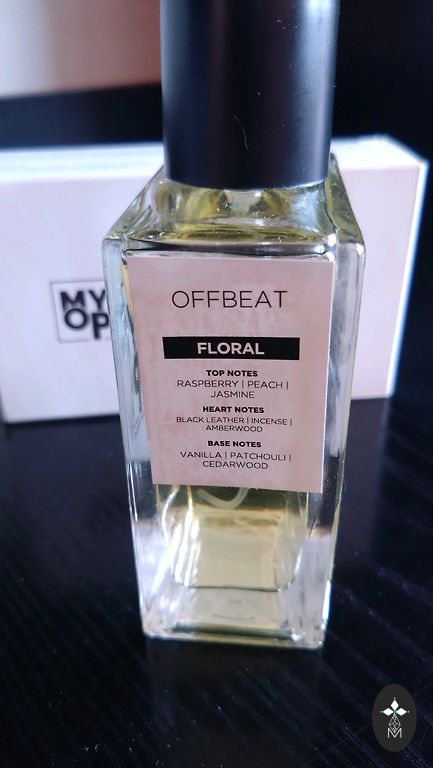 MY
OP
OFFBEAT
FLORAL
TOP NOTES
RASPBERRY | PEACH |
JASMINE
HEART NOTES
BLACK LEATHER | INCENSE |
AMBERWOOD
BASE NOTES
VANILLA | PATCHOULI |
CEDARWOOD
M